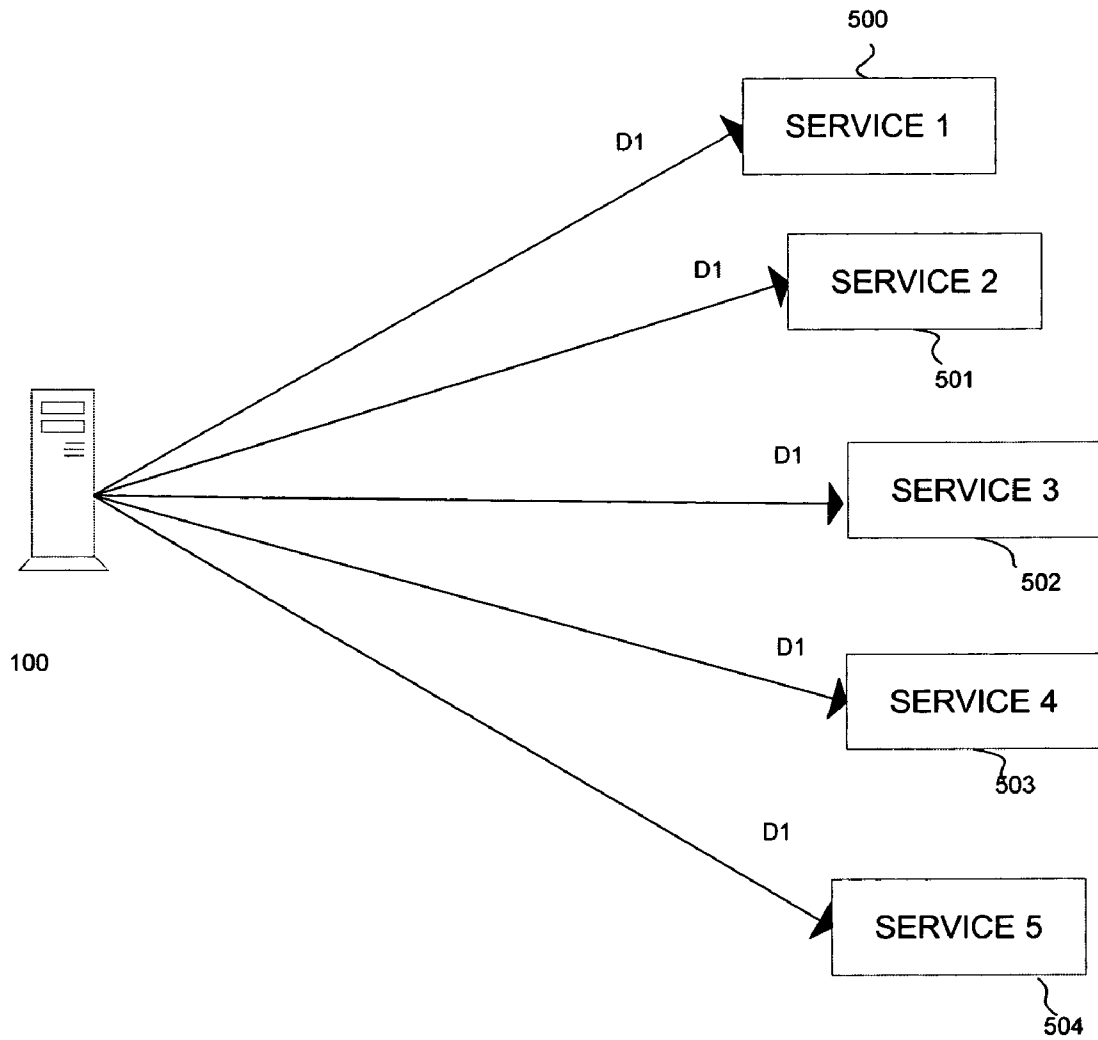 500
SERVICE 1
D1
D1
SERVICE 2
501
D1
SERVICE 3
502
100
D1
SERVICE 4
503
D1
SERVICE 5
504